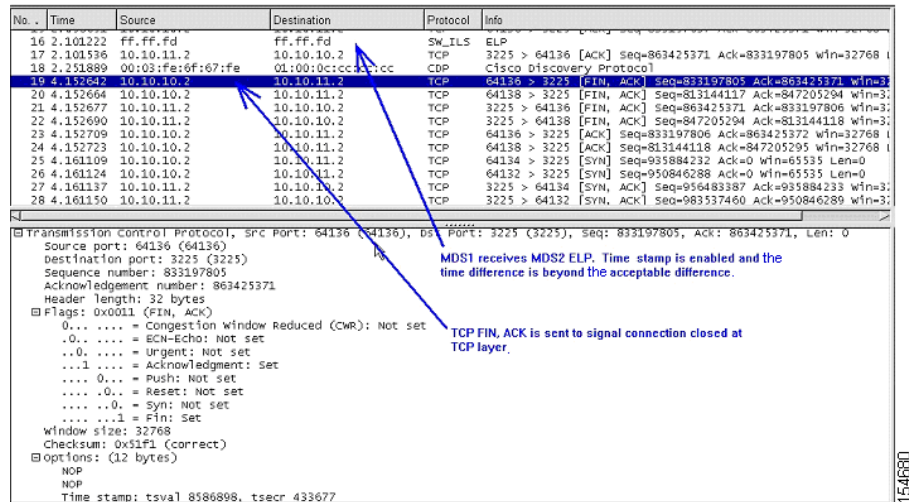 No. . Time Source Destination Protocol Info
16 2.101222 ff.ff.fd ff.ff.fd SW_ILS ELP
17 2.101536 10.10.11.2 10.10.10.2 TCP 3225 > 64136 [ACK] Seq=863425371 Ack=833197805 Win=32768 L
18 2.251889 00:03:fe:6f:67:fe 01:00:0c:cc:cc:cc CDP Cisco Discovery Protocol
19 4.152642 10.10.10.2 10.10.11.2 TCP 64136 > 3225 [FIN, ACK] Seq=833197805 Ack=863425371 Win=32
20 4.152664 10.10.10.2 10.10.11.2 TCP 64138 > 3225 [FIN, ACK] Seq=813144117 Ack=847205294 Win=32
21 4.152677 10.10.11.2 10.10.10.2 TCP 3225 > 64136 [FIN, ACK] Seq=863425371 Ack=833197806 Win=32
22 4.152690 10.10.11.2 10.10.10.2 TCP 3225 > 64138 [FIN, ACK] Seq=847205294 Ack=813144118 Win=32
23 4.152709 10.10.10.2 10.10.11.2 TCP 64136 > 3225 [ACK] Seq=833197806 Ack=863425372 Win=32768 L
24 4.152723 10.10.10.2 10.10.11.2 TCP 64138 > 3225 [ACK] Seq=813144118 Ack=847205295 Win=32768 L
25 4.161109 10.10.10.2 10.10.11.2 TCP 64134 > 3225 [SYN] Seq=935884232 Ack=0 Win=65535 Len=0
26 4.161124 10.10.10.2 10.10.11.2 TCP 64132 > 3225 [SYN] Seq=950846288 Ack=0 Win=65535 Len=0
27 4.161137 10.10.11.2 10.10.10.2 TCP 3225 > 64134 [SYN, ACK] Seq=956483387 Ack=935884233 Win=32
28 4.161150 10.10.11.2 10.10.10.2 TCP 3225 > 64132 [SYN, ACK] Seq=983537460 Ack=950846289 Win=32
Transmission Control Protocol, Src Port: 64136 (64136), Dst Port: 3225 (3225), Seq: 833197805, Ack: 863425371, Len: 0
Source port: 64136 (64136)
Destination port: 3225 (3225)
Sequence number: 833197805
Acknowledgement number: 863425371
Header length: 32 bytes
Flags: 0x0011 (FIN, ACK)
0... .... = Congestion Window Reduced (CWR): Not set
.0.. .... = ECN-Echo: Not set
..0. .... = Urgent: Not set
...1 .... = Acknowledgment: Set
.... 0... = Push: Not set
.... .0.. = Reset: Not set
.... ..0. = Syn: Not set
.... ...1 = Fin: Set
Window size: 32768
Checksum: 0x51f1 (correct)
Options: (12 bytes)
NOP
NOP
Time stamp: tsval 8586898, tsecr 433677
MDS1 receives MDS2 ELP. Time stamp is enabled and the
time difference is beyond the acceptable difference.
TCP FIN, ACK is sent to signal connection closed at
TCP layer.
154680